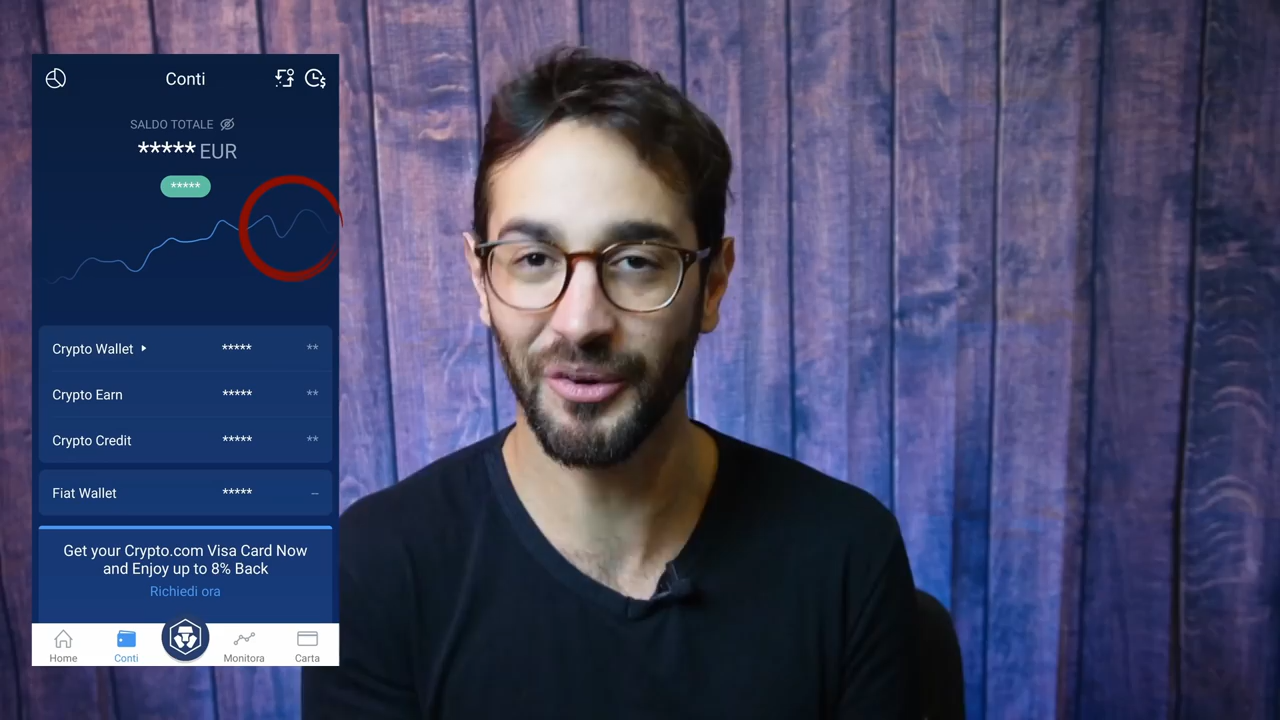 Conti
SALDO TOTALE
***** EUR
*****
Crypto Wallet ***** **
Crypto Earn ***** **
Crypto Credit ***** **
Fiat Wallet ***** –
Get your Crypto.com Visa Card Now
and Enjoy up to 8% Back
Richiedi ora
Home Conti Monitora Carta